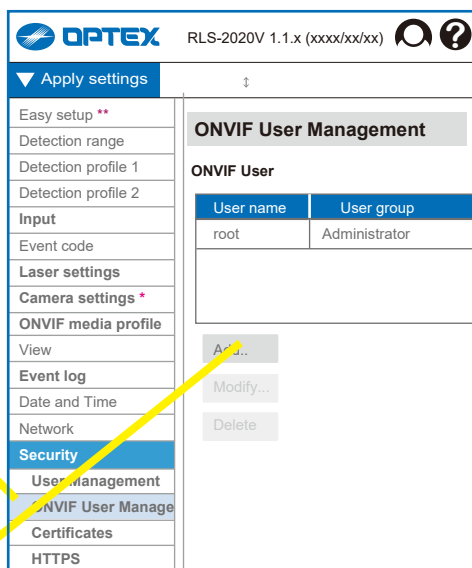 OPTEX RLS-2020V 1.1.x (xxxx/xx/xx)
Apply settings
Easy setup **
Detection range
Detection profile 1
Detection profile 2
Input
Event code
Laser settings
Camera settings *
ONVIF media profile
View
Event log
Date and Time
Network
Security
User Management
ONVIF User Manage
Certificates
HTTPS
ONVIF User Management
ONVIF User
User name User group
root Administrator
Add..
Modify...
Delete